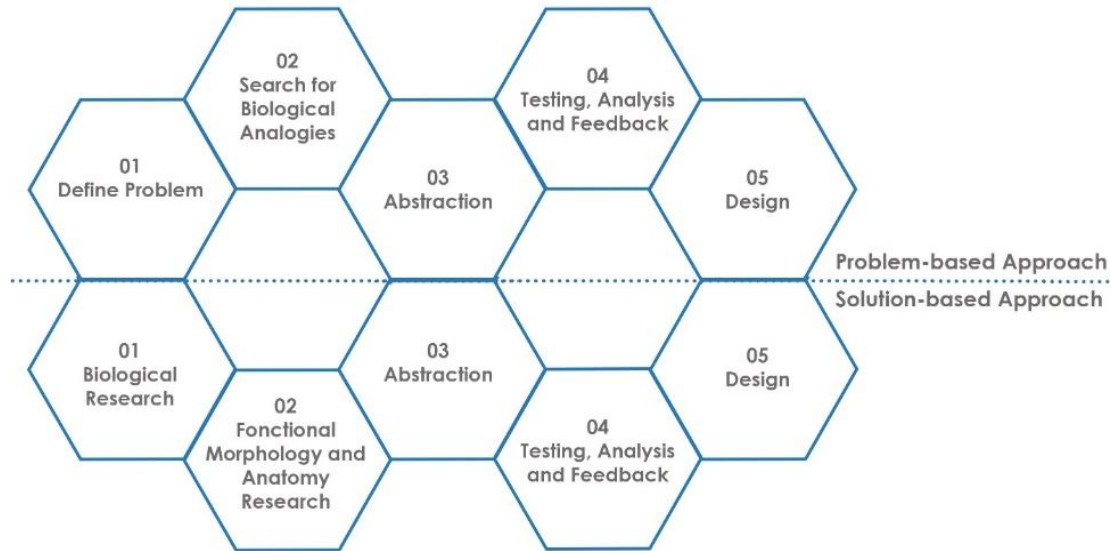 01
Define Problem
02
Search for
Biological
Analogies
03
Abstraction
04
Testing, Analysis
and Feedback
05
Design
Problem-based Approach
Solution-based Approach
01
Biological
Research
02
Fonctional
Morphology and
Anatomy
Research
03
Abstraction
04
Testing, Analysis
and Feedback
05
Design